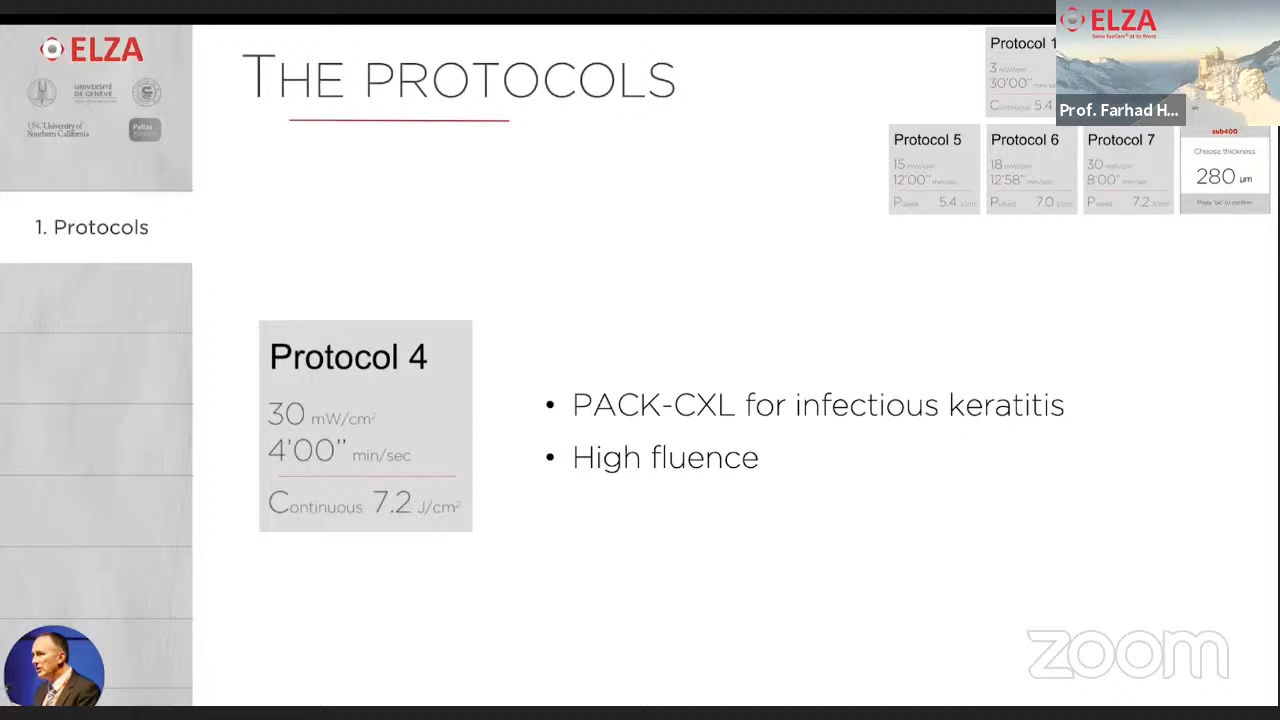 ELZA
UNIVERSITÉ
DE GENÈVE
USC University of
Southern California
Pallas
1. Protocols
THE PROTOCOLS
Protocol 1
3 mW/cm²
30'00"
Continuous 5.4
ELZA
Swiss EyeCare® at its finest
Prof. Farhad H...
Protocol 5
15 mW/cm²
12'00" min/sec
Pulsed 5.4 J/cm²
Protocol 6
18 mW/cm²
12'58" min/sec
Pulsed 7.0 J/cm²
Protocol 7
30 mW/cm²
8'00" min/sec
Pulsed 7.2 J/cm²
sub400
Choose thickness
280 µm
Press "ok" to confirm
Protocol 4
30 mW/cm²
4'00" min/sec
Continuous 7.2 J/cm²
• PACK-CXL for infectious keratitis
• High fluence
zoom